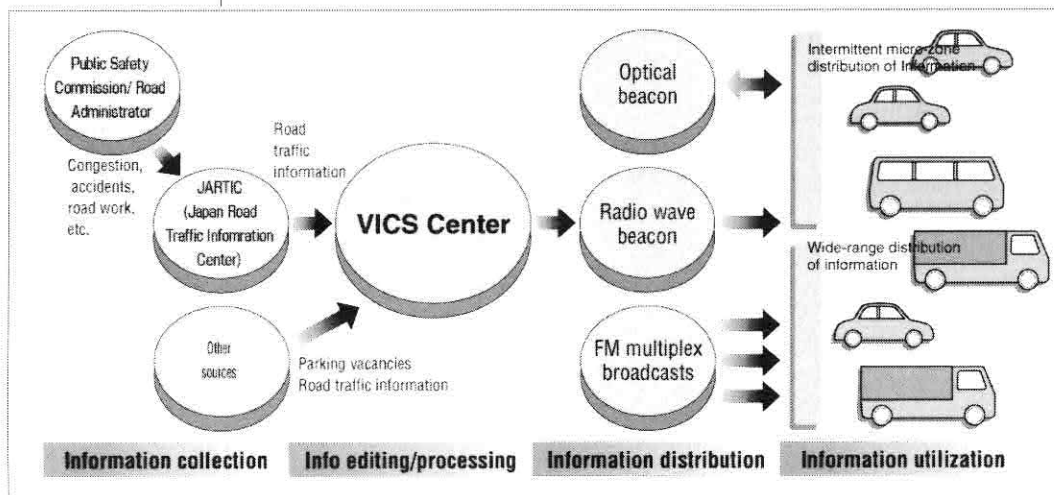 Public Safety
Commission/ Road
Administrator
Congestion,
accidents,
road work,
etc.
JARTIC
(Japan Road
Traffic Infomration
Center)
Other
sources
Road
traffic
information
Parking vacancies
Road traffic information
VICS Center
Optical
beacon
Radio wave
beacon
FM multiplex
broadcasts
Intermittent micro-zone
distribution of Information
Wide-range distribution
of information
Information collection
Info editing/processing
Information distribution
Information utilization